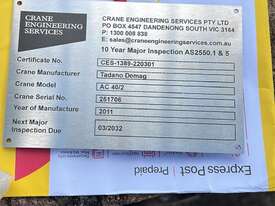 CRANE
ENGINEERING
SERVICES
CRANE ENGINEERING SERVICES PTY LTD
PO BOX 4547 DANDENONG SOUTH VIC 3164
P: 1300 008 838
E: sales@craneengineeringservices.com.au
10 Year Major Inspection AS2550.1 & 5
Certificate No. CES-1389-220301
Crane Manufacturer Tadano Demag
Crane Model AC 40/2
Crane Serial No. 261706
Year of Manufacture 2011
Next Major
Inspection Due 03/2032
Express Post
Prepaid